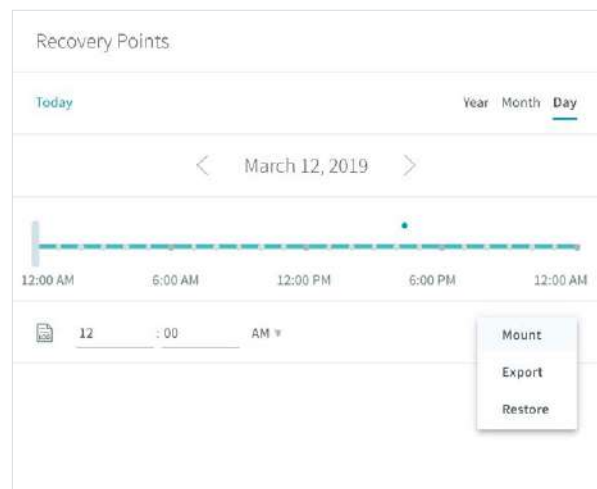 Recovery Points
Today Year Month Day
March 12, 2019
12:00 AM 6:00 AM 12:00 PM 6:00 PM 12:00 AM
12 : 00 AM
Mount
Export
Restore